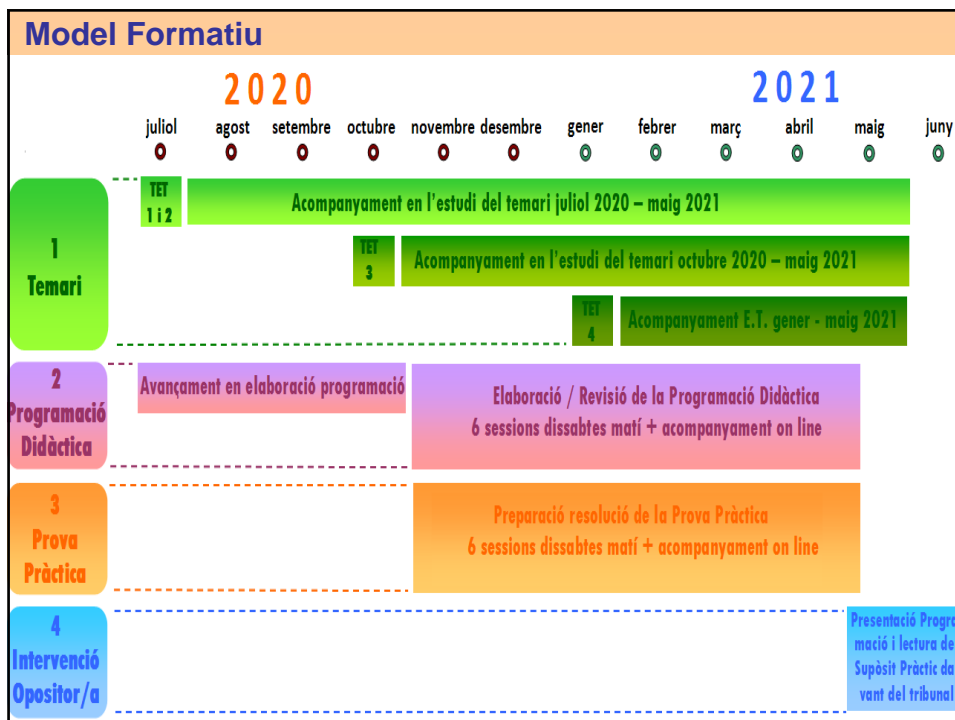 Model Formatiu
2020
2021
juliol agost setembre octubre novembre desembre gener febrer març abril maig juny
1
Temari
TET
1 i 2
Acompanyament en l'estudi del temari juliol 2020 – maig 2021
TET
3
Acompanyament en l'estudi del temari octubre 2020 – maig 2021
TET
4
Acompanyament E.T. gener - maig 2021
2
Programació
Didàctica
Avançament en elaboració programació
Elaboració / Revisió de la Programació Didàctica
6 sessions dissabtes matí + acompanyament on line
3
Prova
Pràctica
Preparació resolució de la Prova Pràctica
6 sessions dissabtes matí + acompanyament on line
4
Intervenció
Opositor/a
Presentació Progra
mació i lectura de
Supòsit Pràctic da
vant del tribunal